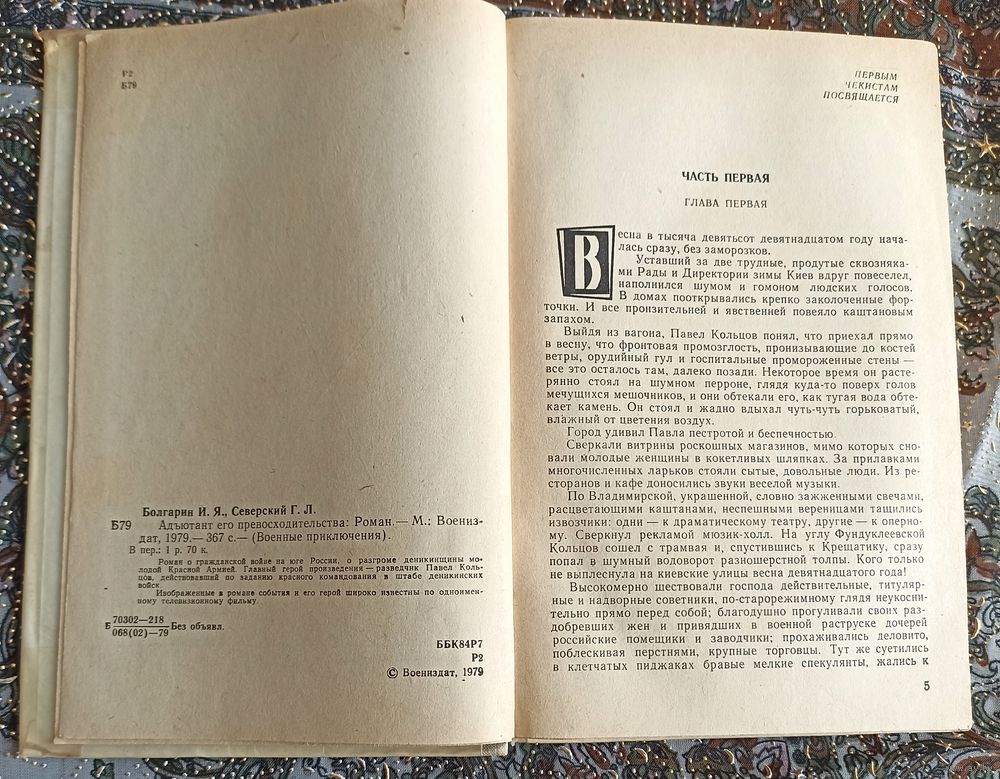 Р2
Б79
Болгарин И. Я., Северский Г. Л.
Б79 Адъютант его превосходительства: Роман.— М.: Воениз-
дат, 1979.— 367 с.— (Военные приключения).
В пер.: 1 р. 70 к.
Роман о гражданской войне на юге России, о разгроме деникинщины мо-
лодой Красной Армией. Главный герой произведения — разведчик Павел Коль-
цов, действовавший по заданию красного командования в штабе деникинских
войск.
Изображенные в романе события и его герой широко известны по одноимен-
ному телевизионному фильму.
Б 70302—218
068(02)—79 Без объявл.
ББК84Р7
Р2
© Воениздат, 1979
ПЕРВЫМ
ЧЕКИСТАМ
ПОСВЯЩАЕТСЯ
ЧАСТЬ ПЕРВАЯ
ГЛАВА ПЕРВАЯ
Весна в тысяча девятьсот девятнадцатом году нача-
лась сразу, без заморозков.
Уставший за две трудные, продутые сквозняка-
ми Рады и Директории зимы Киев вдруг повеселел,
наполнился шумом и гомоном людских голосов.
В домах пооткрывались крепко заколоченные фор-
точки. И все пронзительней и явственней повеяло каштановым
запахом.
Выйдя из вагона, Павел Кольцов понял, что приехал прямо
в весну, что фронтовая промозглость, пронизывающие до костей
ветры, орудийный гул и госпитальные промороженные стены —
все это осталось там, далеко позади. Некоторое время он расте-
рянно стоял на шумном перроне, глядя куда-то поверх голов
мечущихся мешочников, и они обтекали его, как тугая вода обте-
кает камень. Он стоял и жадно вдыхал чуть-чуть горьковатый,
влажный от цветения воздух.
Город удивил Павла пестротой и беспечностью.
Сверкали витрины роскошных магазинов, мимо которых сно-
вали молодые женщины в кокетливых шляпках. За прилавками
многочисленных ларьков стояли сытые, довольные люди. Из ре-
сторанов и кафе доносились звуки веселой музыки.
По Владимирской, украшенной, словно зажженными свечами,
расцветающими каштанами, неспешными вереницами тащились
извозчики: одни — к драматическому театру, другие — к оперно-
му. Сверкнул рекламой мюзик-холл. На углу Фундуклеевской
Кольцов сошел с трамвая и, спустившись к Крещатику, сразу
попал в шумный водоворот разношерстной толпы. Кого только
не выплеснула на киевские улицы весна девятнадцатого года!
Высокомерно шествовали господа действительные, титуляр-
ные и надворные советники, по-старорежимному глядя неукосни-
тельно прямо перед собой; благодушно прогуливали своих раз-
добревших жен и привядших в военной раструске дочерей
российские помещики и заводчики; прохаживались деловито,
поблескивая перстнями, крупные торговцы. Тут же суетились
в клетчатых пиджаках бравые мелкие спекулянты, жались к
5